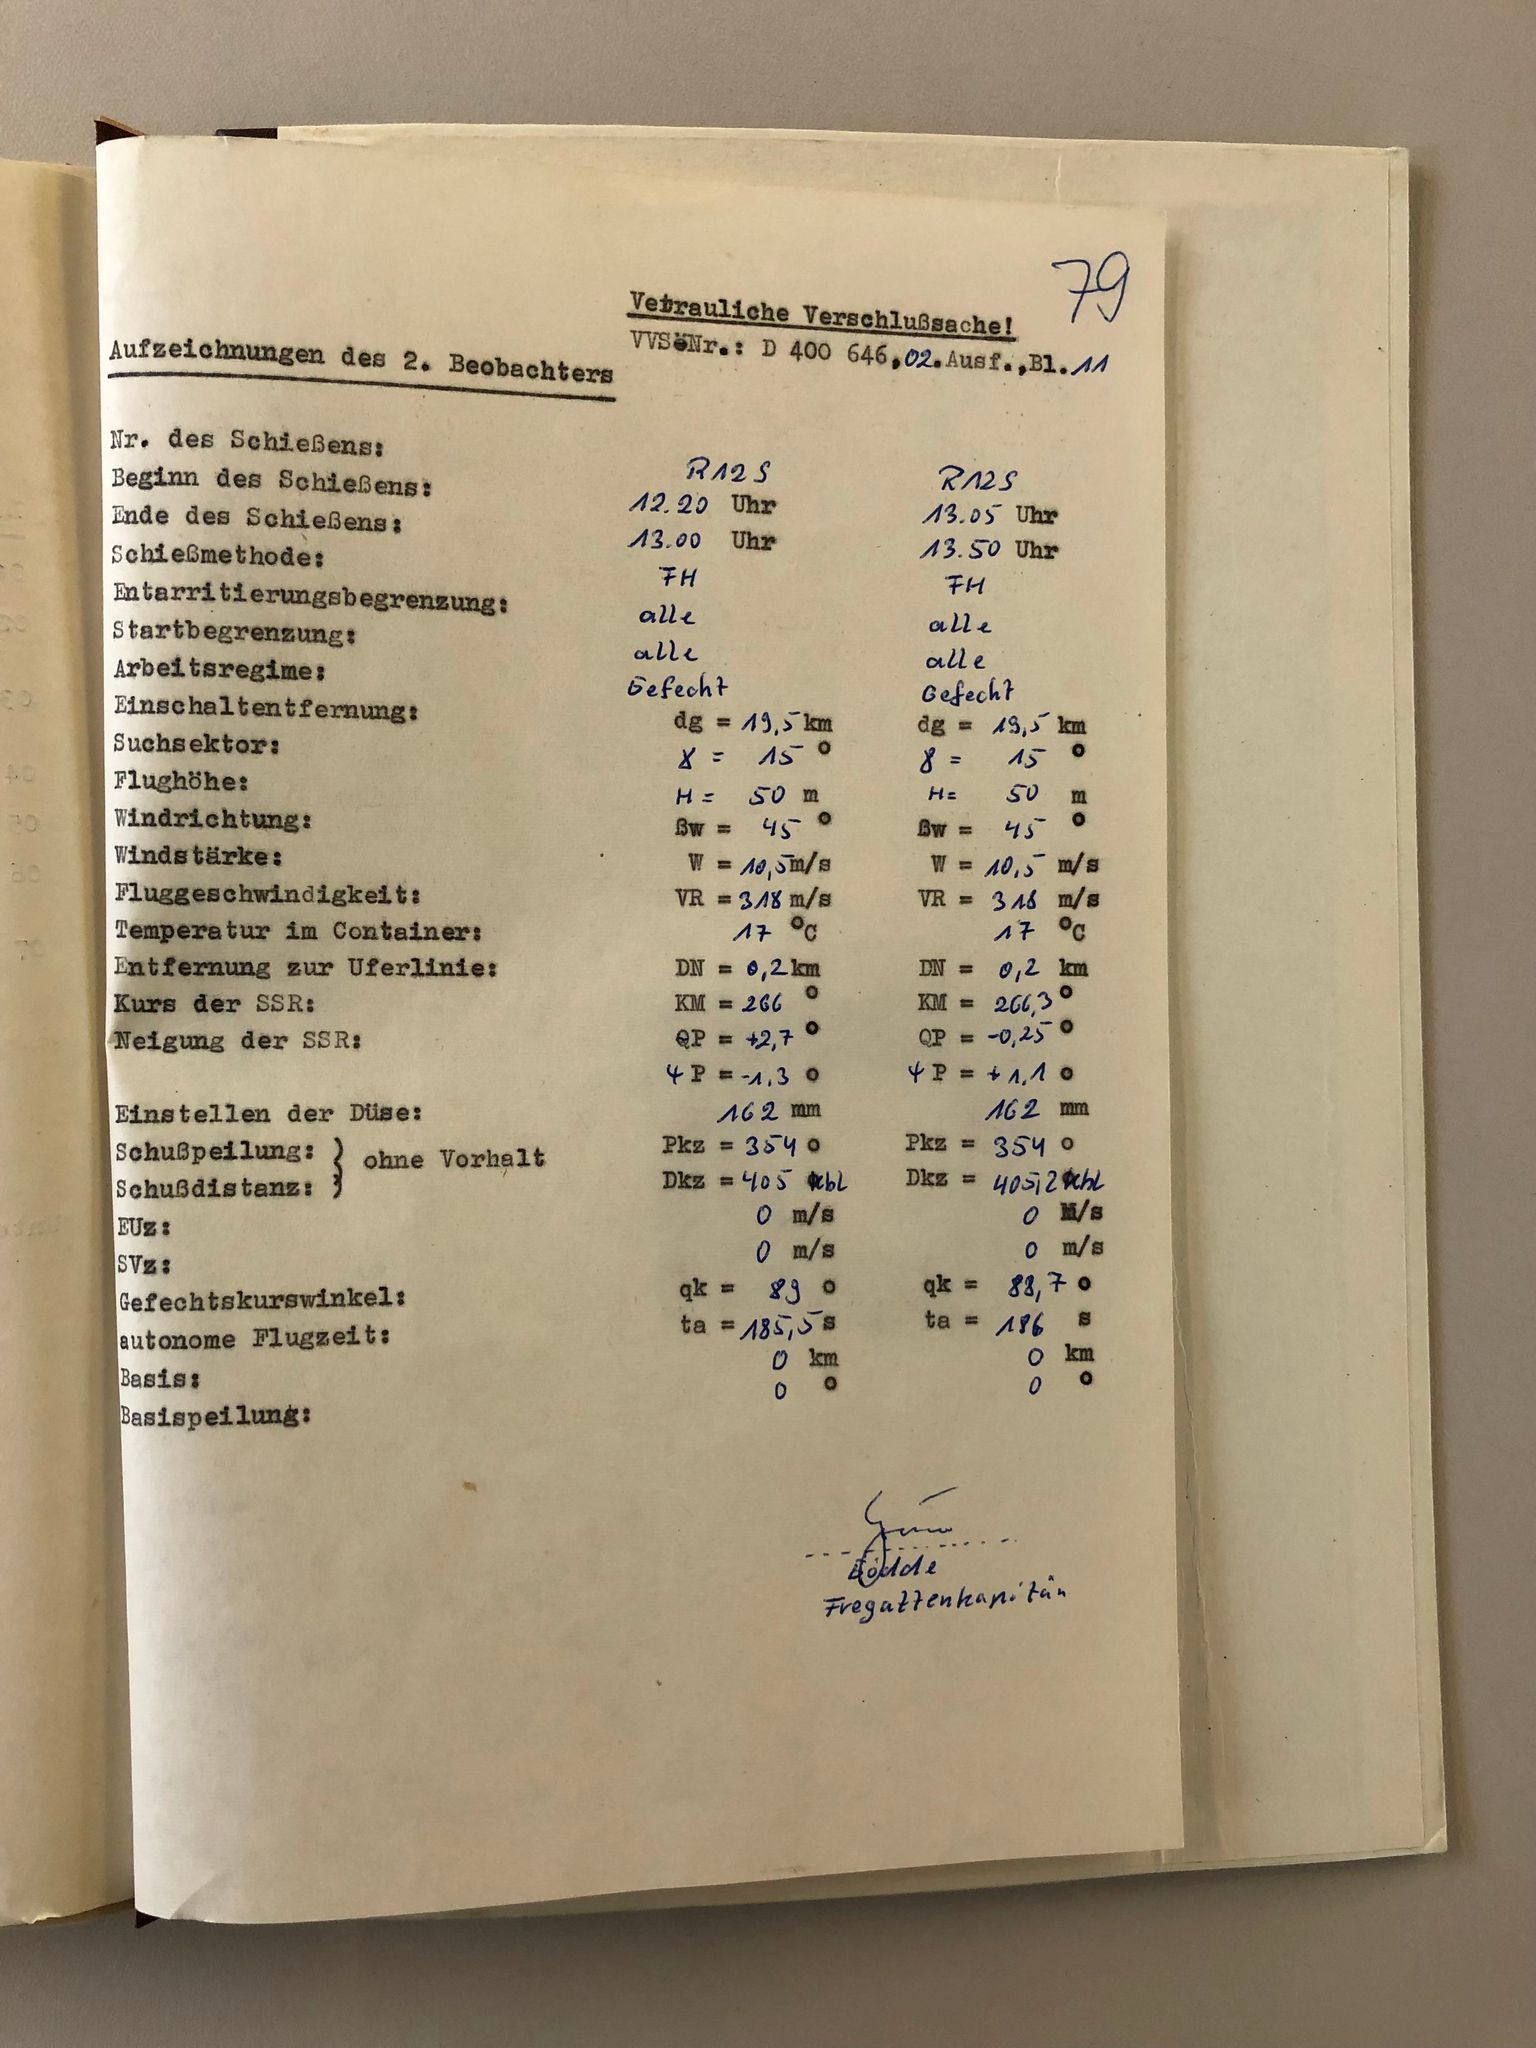 79
Vetrauliche Verschlußsache!
VVS-Nr.: D 400 646, 02. Ausf., Bl. 11
Aufzeichnungen des 2. Beobachters
Nr. des Schießens: R12S R12S
Beginn des Schießens: 12.20 Uhr 13.05 Uhr
Ende des Schießens: 13.00 Uhr 13.50 Uhr
Schießmethode: FH FH
Entarritierungsbegrenzung: alle alle
Startbegrenzung: alle alle
Arbeitsregime: Gefecht Gefecht
Einschaltentfernung: dg = 19,5 km dg = 19,5 km
Suchsektor: γ = 15 ° γ = 15 °
Flughöhe: H = 50 m H = 50 m
Windrichtung: ßw = 45 ° ßw = 45 °
Windstärke: W = 10,5 m/s W = 10,5 m/s
Fluggeschwindigkeit: VR = 318 m/s VR = 318 m/s
Temperatur im Container: 17 °C 17 °C
Entfernung zur Uferlinie: DN = 0,2 km DN = 0,2 km
Kurs der SSR: KM = 266 ° KM = 266,3 °
Neigung der SSR: QP = +2,7 ° QP = -0,25 °
ΨP = -1,3 ° ΨP = +1,1 °
Einstellen der Düse: 162 mm 162 mm
Schußpeilung: } ohne Vorhalt Pkz = 354 ° Pkz = 354 °
Schußdistanz: } Dkz = 405 kbl Dkz = 405,2 kbl
EUz: 0 m/s 0 M/s
SVz: 0 m/s 0 m/s
Gefechtskurswinkel: qk = 89 ° qk = 88,7 °
autonome Flugzeit: ta = 185,5 s ta = 186 s
Basis: 0 km 0 km
Basispeilung: 0 ° 0 °
Fregattenkapitän